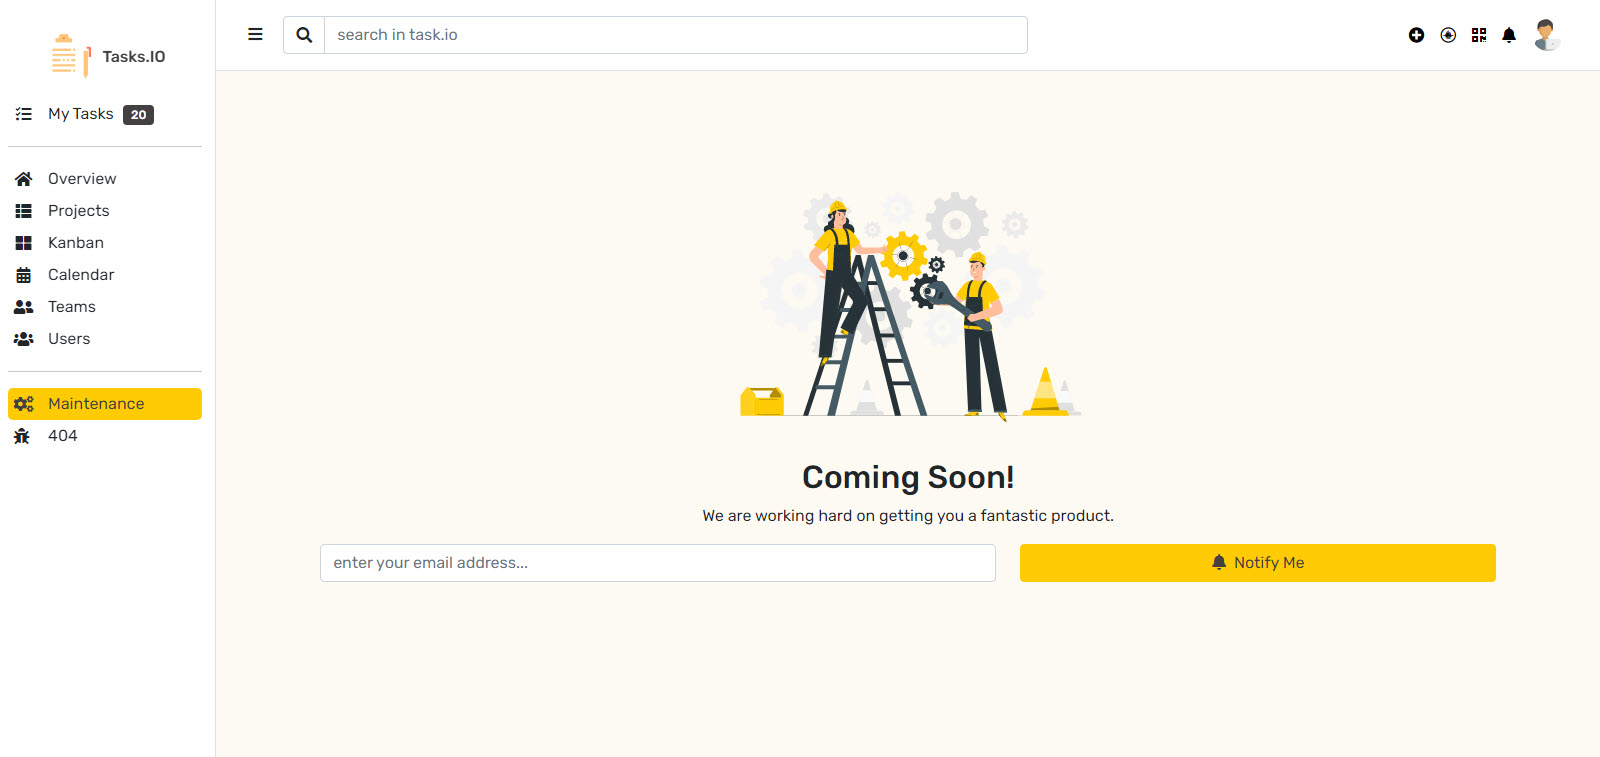 Tasks.IO
My Tasks 20
Overview
Projects
Kanban
Calendar
Teams
Users
Maintenance
404
search in task.io
Coming Soon!
We are working hard on getting you a fantastic product.
enter your email address...
Notify Me